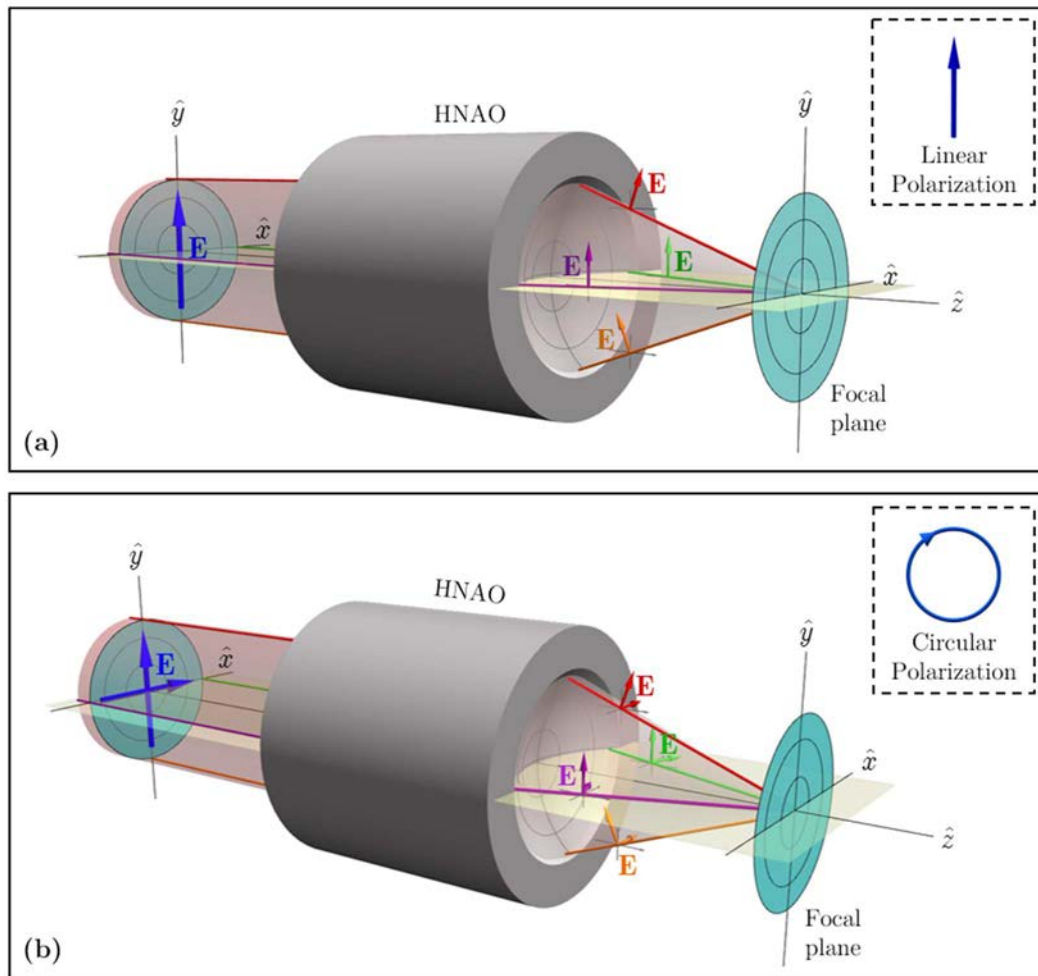 HNAO
ŷ
x̂
E
E
E
E
E
x̂
ẑ
Focal
plane
Linear
Polarization
(a)
HNAO
ŷ
x̂
E
E
E
E
E
ŷ
x̂
ẑ
Focal
plane
Circular
Polarization
(b)
ŷ